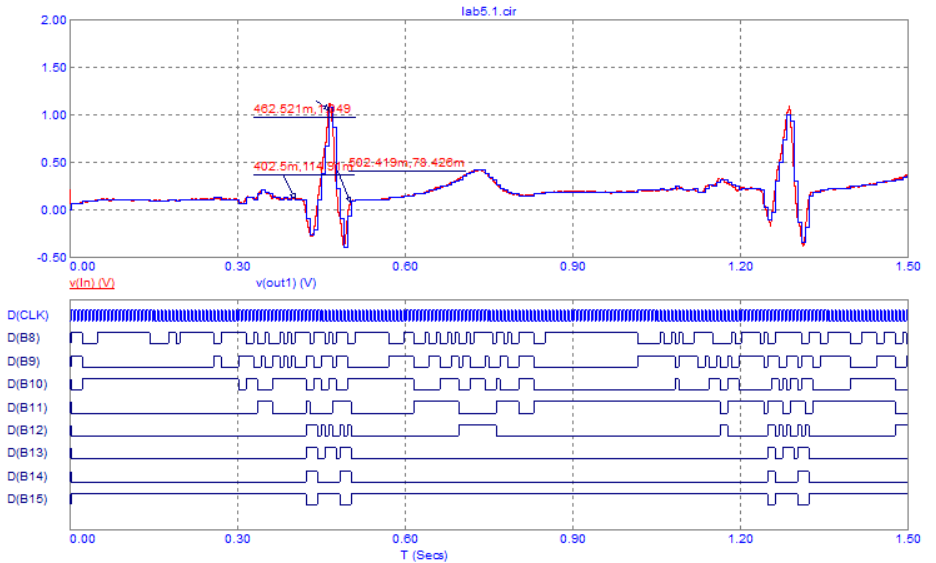 lab5.1.cir
2.00
1.50
1.00
0.50
0.00
-0.50
462.521m,1.049
402.5m,114.91m
502.419m,78.426m
0.00 0.30 0.60 0.90 1.20 1.50
v(In) (V) v(out1) (V)
D(CLK)
D(B8)
D(B9)
D(B10)
D(B11)
D(B12)
D(B13)
D(B14)
D(B15)
0.00 0.30 0.60 0.90 1.20 1.50
T (Secs)